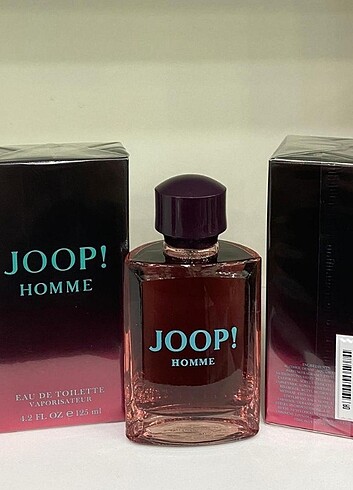 JOOP!
HOMME
EAU DE TOILETTE
VAPORISATEUR
4.2 FL OZ ℮ 125 ml
JOOP!
HOMME